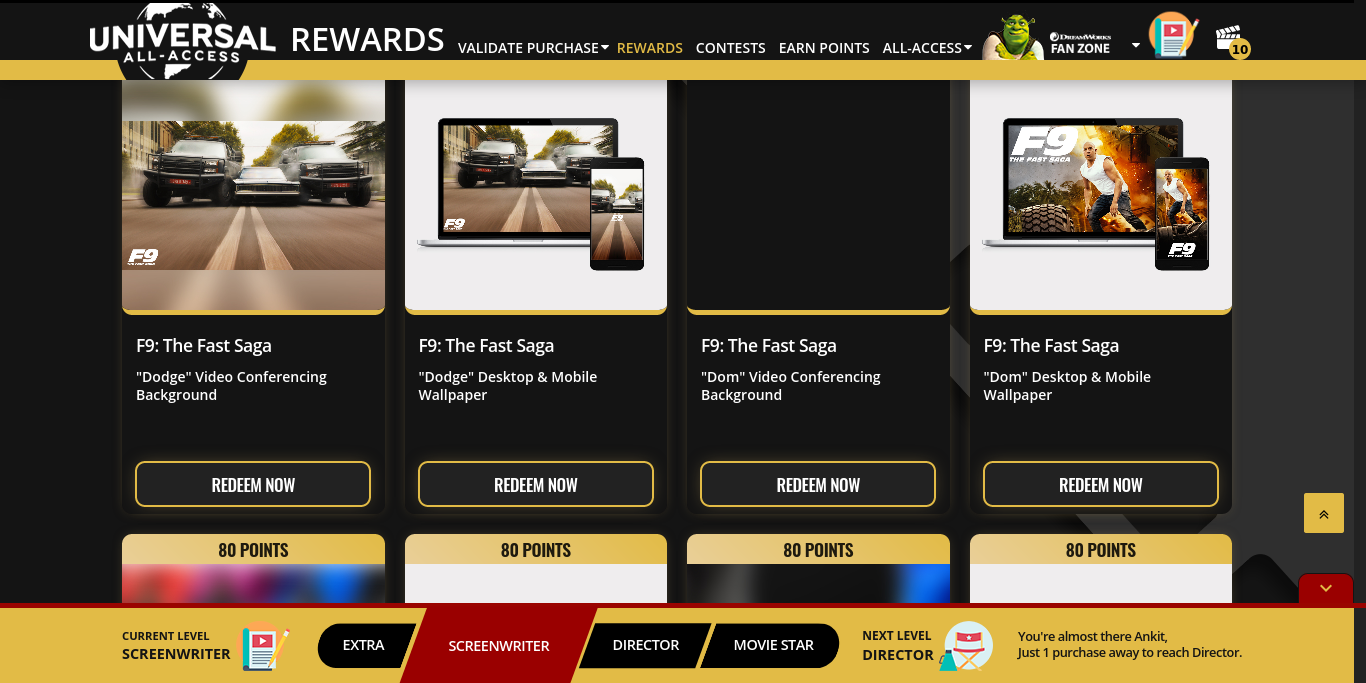 UNIVERSAL
ALL-ACCESS
REWARDS
VALIDATE PURCHASE
REWARDS
CONTESTS
EARN POINTS
ALL-ACCESS
DREAMWORKS
FAN ZONE
10
F9
F9
F9
F9
THE FAST SAGA
F9
F9: The Fast Saga
"Dodge" Video Conferencing
Background
REDEEM NOW
F9: The Fast Saga
"Dodge" Desktop & Mobile
Wallpaper
REDEEM NOW
F9: The Fast Saga
"Dom" Video Conferencing
Background
REDEEM NOW
F9: The Fast Saga
"Dom" Desktop & Mobile
Wallpaper
REDEEM NOW
80 POINTS
80 POINTS
80 POINTS
80 POINTS
CURRENT LEVEL
SCREENWRITER
EXTRA
SCREENWRITER
DIRECTOR
MOVIE STAR
NEXT LEVEL
DIRECTOR
You're almost there Ankit,
Just 1 purchase away to reach Director.